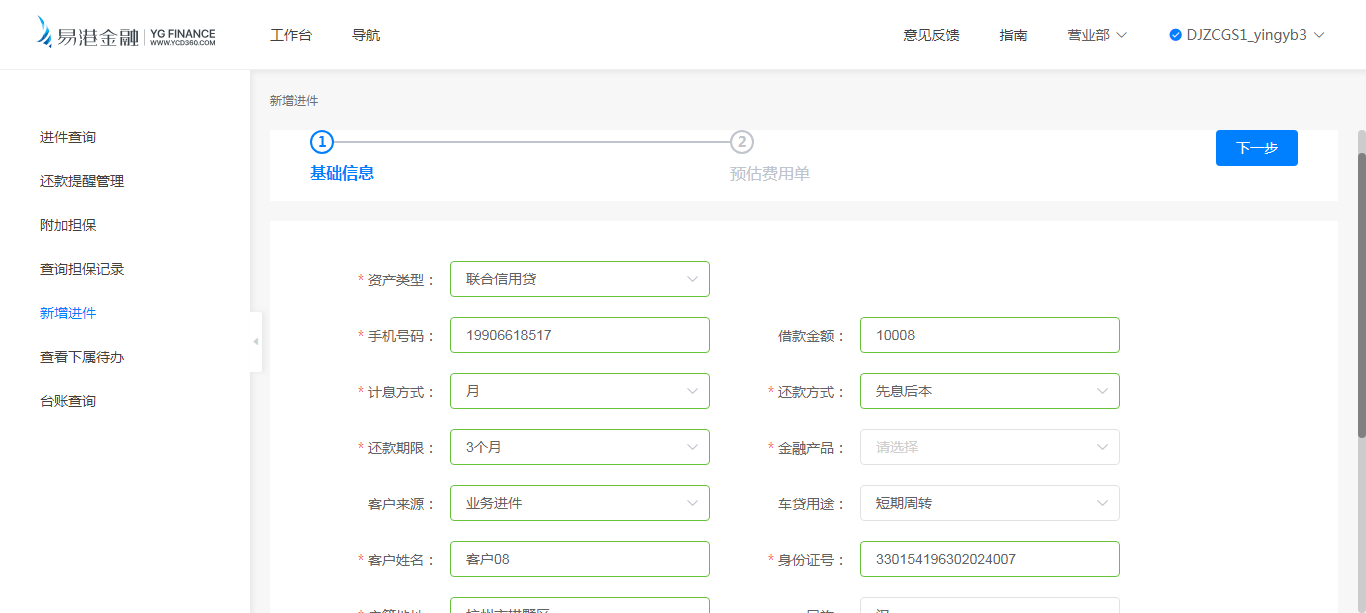 易港金融 YG FINANCE
WWW.YCD360.COM
工作台 导航 意见反馈 指南 营业部 DJZCGS1_yingyb3
进件查询
还款提醒管理
附加担保
查询担保记录
新增进件
查看下属待办
台账查询
新增进件
1 2
基础信息 预估费用单
下一步
* 资产类型： 联合信用贷
* 手机号码： 19906618517 借款金额： 10008
* 计息方式： 月 * 还款方式： 先息后本
* 还款期限： 3个月 * 金融产品： 请选择
客户来源： 业务进件 车贷用途： 短期周转
* 客户姓名： 客户08 * 身份证号： 330154196302024007